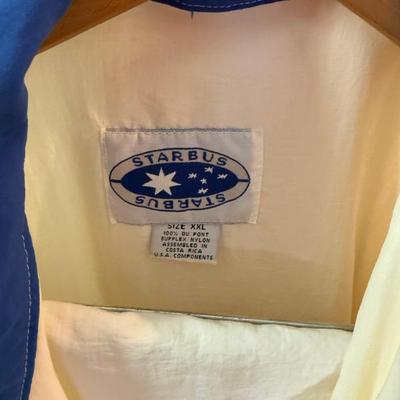 STARBUS
STARBUS
SIZE XXL
100% DU PONT
SUPPLEX NYLON
ASSEMBLED IN
COSTA RICA
U.S.A. COMPONENTS